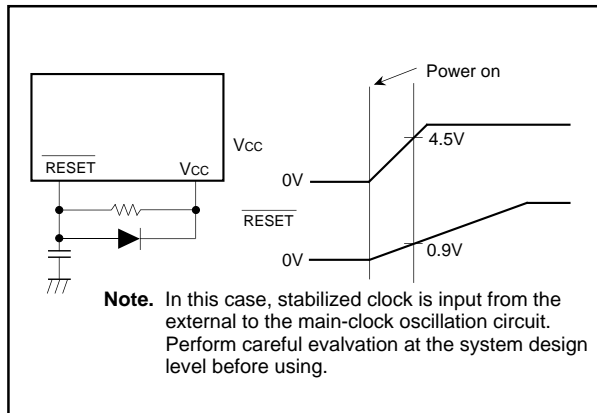 RESET
Vcc
Vcc
RESET
Power on
4.5V
0V
0.9V
0V
Note. In this case, stabilized clock is input from the
external to the main-clock oscillation circuit.
Perform careful evalvation at the system design
level before using.